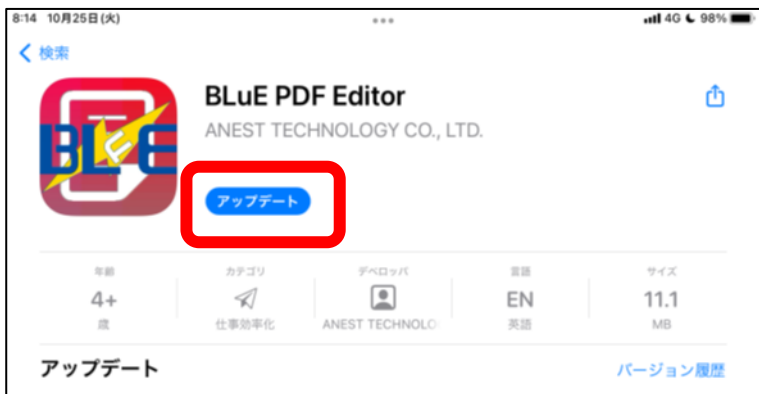 8:14 10月25日(火)
4G 98%
検索
BLuE
BLuE PDF Editor
ANEST TECHNOLOGY CO., LTD.
アップデート
年齢 カテゴリ デベロッパ 言語 サイズ
4+ EN 11.1
歳 仕事効率化 ANEST TECHNOLO 英語 MB
アップデート バージョン履歴